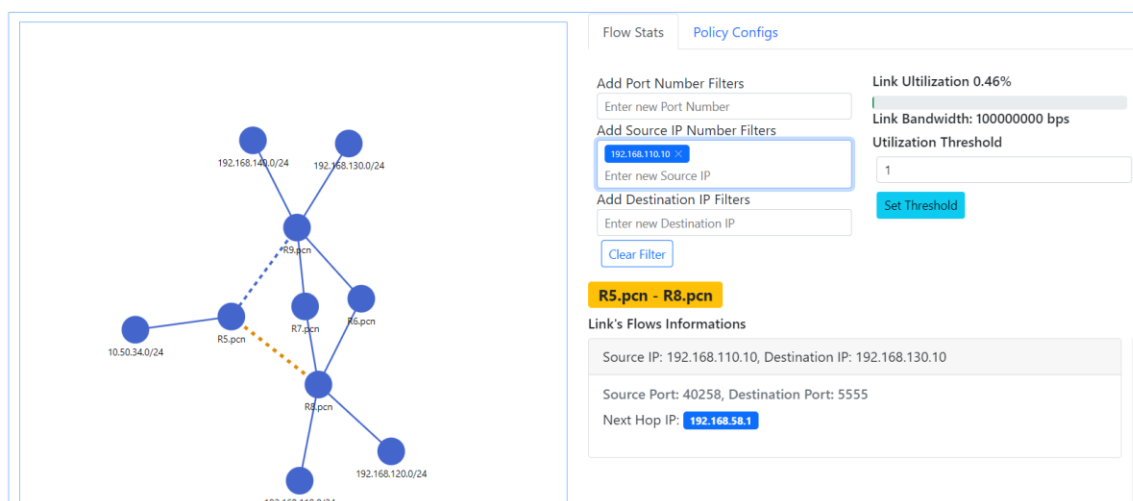 Flow Stats
Policy Configs
Add Port Number Filters
Enter new Port Number
Add Source IP Number Filters
192.168.110.10 ×
Enter new Source IP
Add Destination IP Filters
Enter new Destination IP
Clear Filter
Link Ultilization 0.46%
Link Bandwidth: 100000000 bps
Utilization Threshold
1
Set Threshold
R5.pcn - R8.pcn
Link's Flows Informations
Source IP: 192.168.110.10, Destination IP: 192.168.130.10
Source Port: 40258, Destination Port: 5555
Next Hop IP: 192.168.58.1
192.168.140.0/24
192.168.130.0/24
R9.pcn
R7.pcn
R6.pcn
R5.pcn
10.50.34.0/24
R8.pcn
192.168.120.0/24